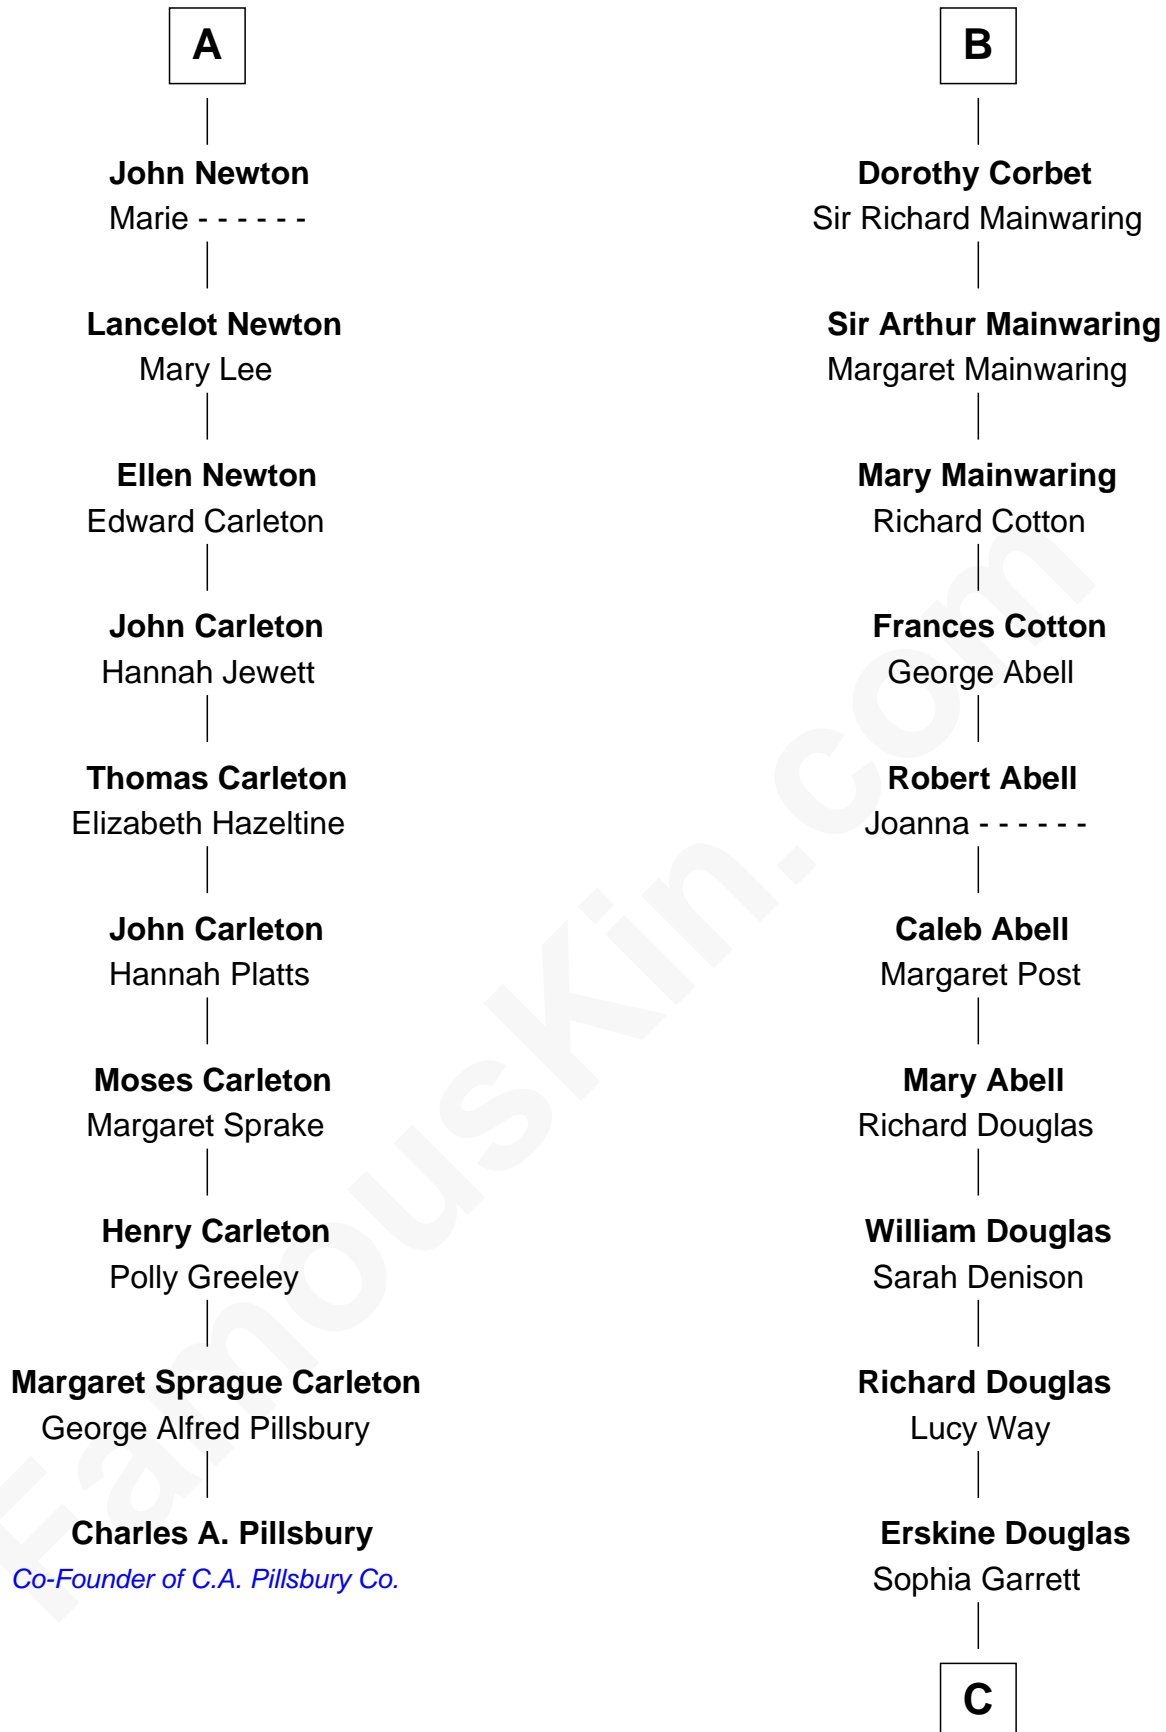 A
John Newton
Marie - - - - - -
Lancelot Newton
Mary Lee
Ellen Newton
Edward Carleton
John Carleton
Hannah Jewett
Thomas Carleton
Elizabeth Hazeltine
John Carleton
Hannah Platts
Moses Carleton
Margaret Sprake
Henry Carleton
Polly Greeley
Margaret Sprague Carleton
George Alfred Pillsbury
Charles A. Pillsbury
Co-Founder of C.A. Pillsbury Co.
B
Dorothy Corbet
Sir Richard Mainwaring
Sir Arthur Mainwaring
Margaret Mainwaring
Mary Mainwaring
Richard Cotton
Frances Cotton
George Abell
Robert Abell
Joanna - - - - - -
Caleb Abell
Margaret Post
Mary Abell
Richard Douglas
William Douglas
Sarah Denison
Richard Douglas
Lucy Way
Erskine Douglas
Sophia Garrett
C
FamousKin.com